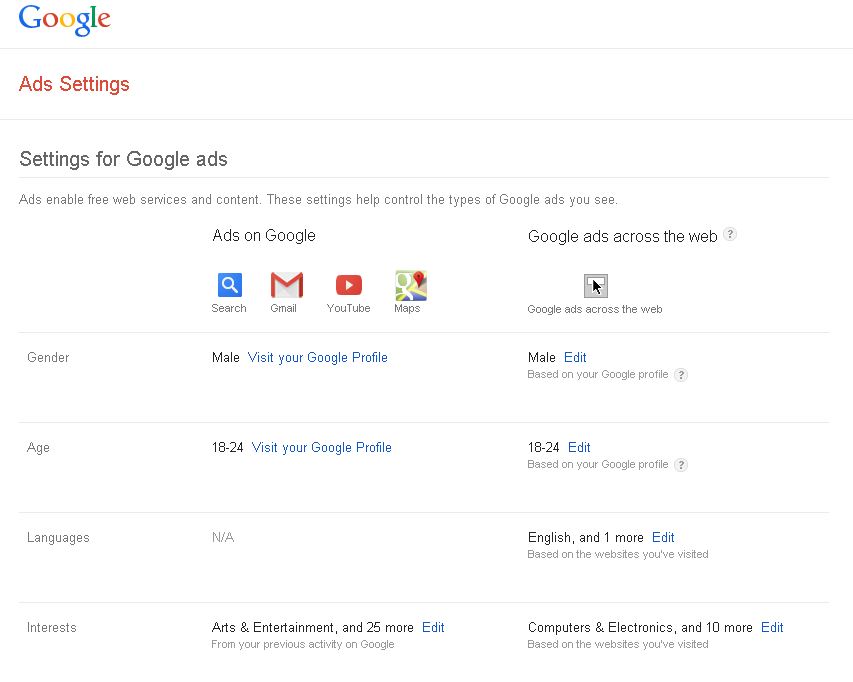 Google
Ads Settings
Settings for Google ads
Ads enable free web services and content. These settings help control the types of Google ads you see.
Ads on Google Google ads across the web ?
Search Gmail YouTube Maps Google ads across the web
Gender Male Visit your Google Profile Male Edit
Based on your Google profile ?
Age 18-24 Visit your Google Profile 18-24 Edit
Based on your Google profile ?
Languages N/A English, and 1 more Edit
Based on the websites you've visited
Interests Arts & Entertainment, and 25 more Edit Computers & Electronics, and 10 more Edit
From your previous activity on Google Based on the websites you've visited